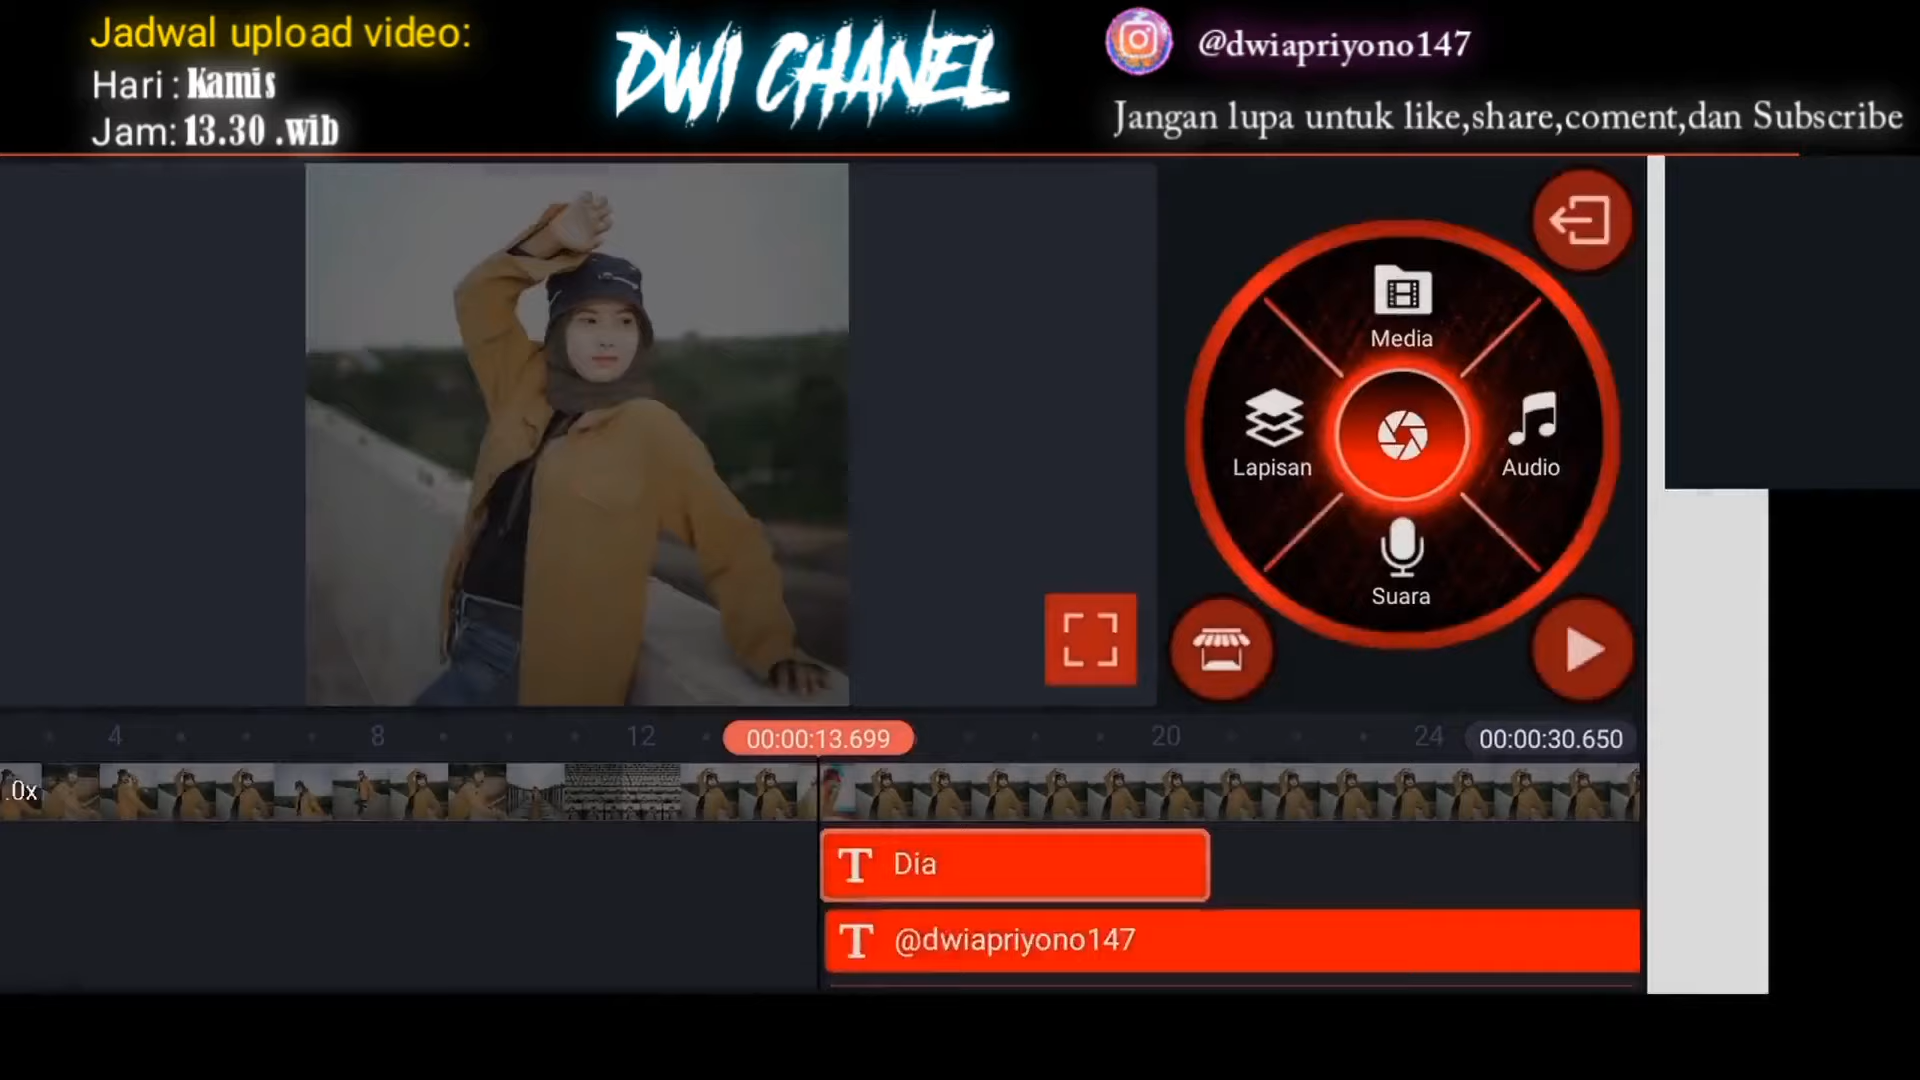 Jadwal upload video:
Hari : Kamis
Jam: 13.30 .wib
DWI CHANEL
@dwiapriyono147
Jangan lupa untuk like,share,coment,dan Subscribe
Media
Lapisan
Audio
Suara
4
8
12
00:00:13.699
20
24
00:00:30.650
.0x
T Dia
T @dwiapriyono147